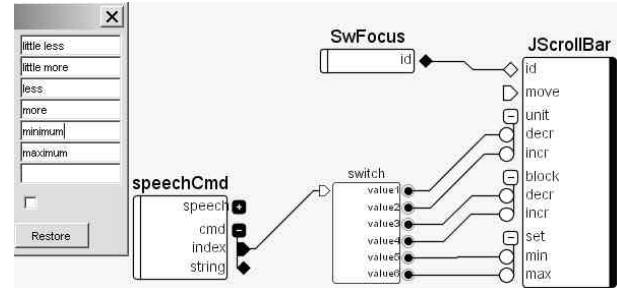 little less
little more
less
more
minimum
maximum
Restore
speechCmd
speech
cmd
index
string
switch
value1
value2
value3
value4
value5
value6
SwFocus
id
JScrollBar
id
move
unit
decr
incr
block
decr
incr
set
min
max